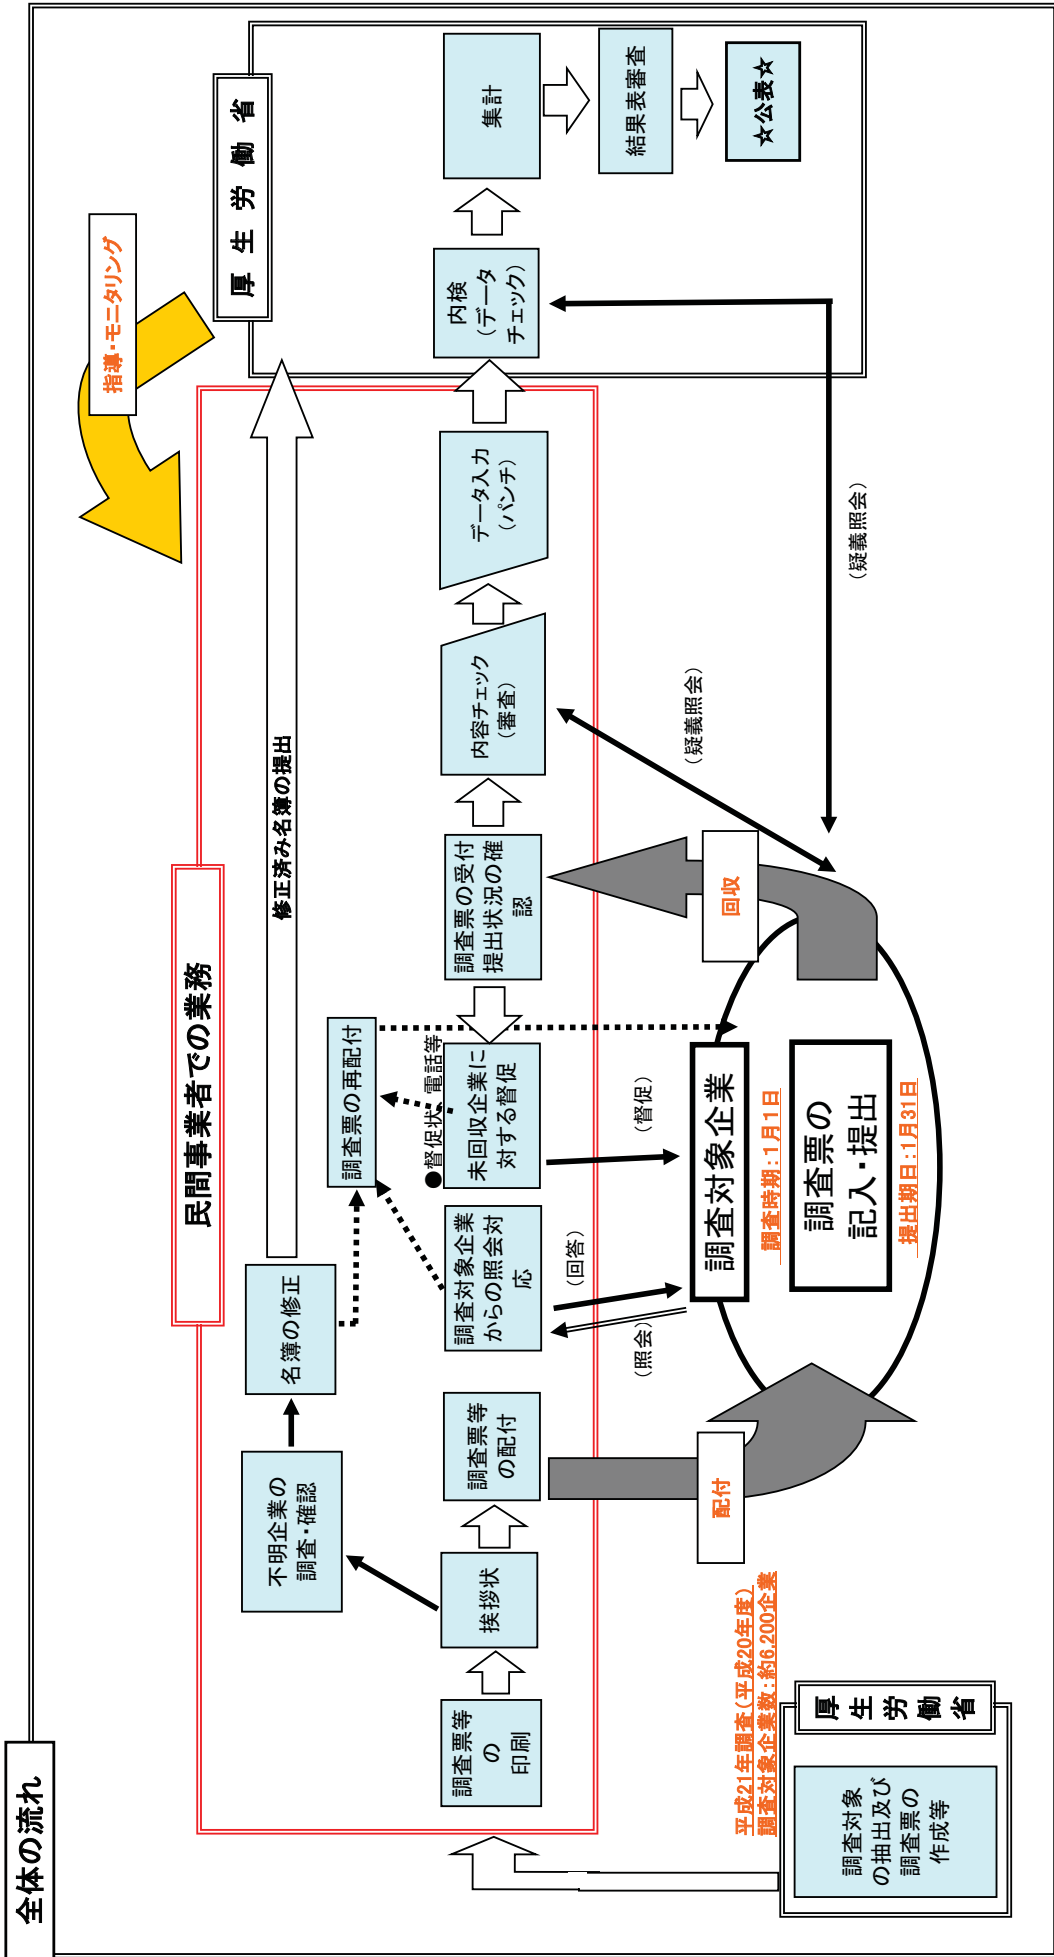 全体の流れ
指導・モニタリング
民間事業者での業務
厚生労働省
修正済み名簿の提出
不明企業の
調査・確認
名簿の修正
調査票の再配付
●督促状、電話等
調査票等
の
印刷
挨拶状
調査票等
の配付
調査対象企業
からの照会対
応
未回収企業に
対する督促
調査票の受付
提出状況の確
認
内容チェック
(審査)
データ入力
(パンチ)
内検
(データ
チェック)
集計
結果表審査
☆公表☆
(照会)
(回答)
(督促)
(疑義照会)
(疑義照会)
配付
回収
調査対象企業
調査時期:1月1日
調査票の
記入・提出
提出期日:1月31日
平成21年調査(平成20年度)
調査対象企業数:約6,200企業
厚生労働省
調査対象
の抽出及び
調査票の
作成等